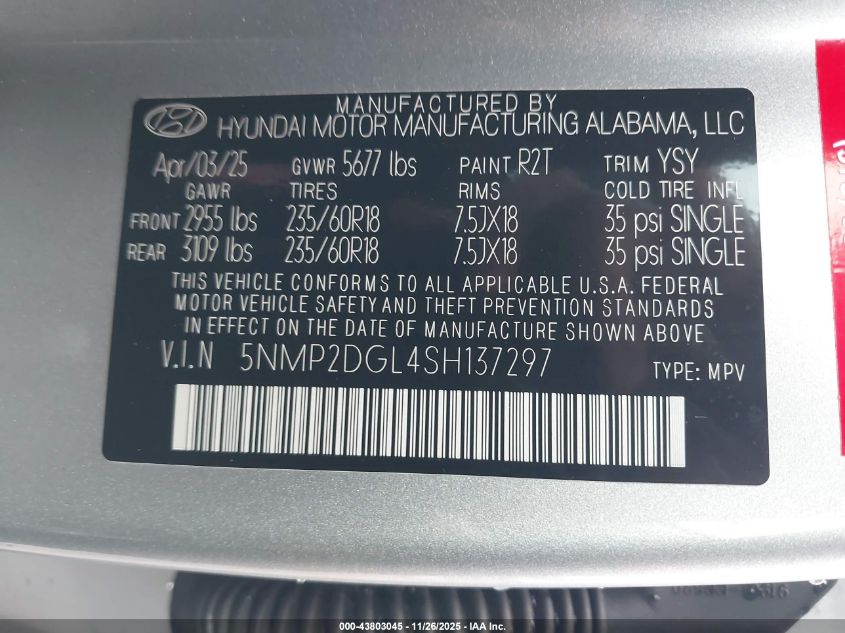 MANUFACTURED BY
HYUNDAI MOTOR MANUFACTURING ALABAMA, LLC
Apr/03/25 GVWR 5677 lbs PAINT R2T TRIM YSY
GAWR TIRES RIMS COLD TIRE INFL
FRONT 2955 lbs 235/60R18 7.5JX18 35 psi SINGLE
REAR 3109 lbs 235/60R18 7.5JX18 35 psi SINGLE
THIS VEHICLE CONFORMS TO ALL APPLICABLE U.S.A. FEDERAL
MOTOR VEHICLE SAFETY AND THEFT PREVENTION STANDARDS
IN EFFECT ON THE DATE OF MANUFACTURE SHOWN ABOVE
V.I.N 5NMP2DGL4SH137297 TYPE: MPV
000-43803045 - 11/26/2025 - IAA Inc.